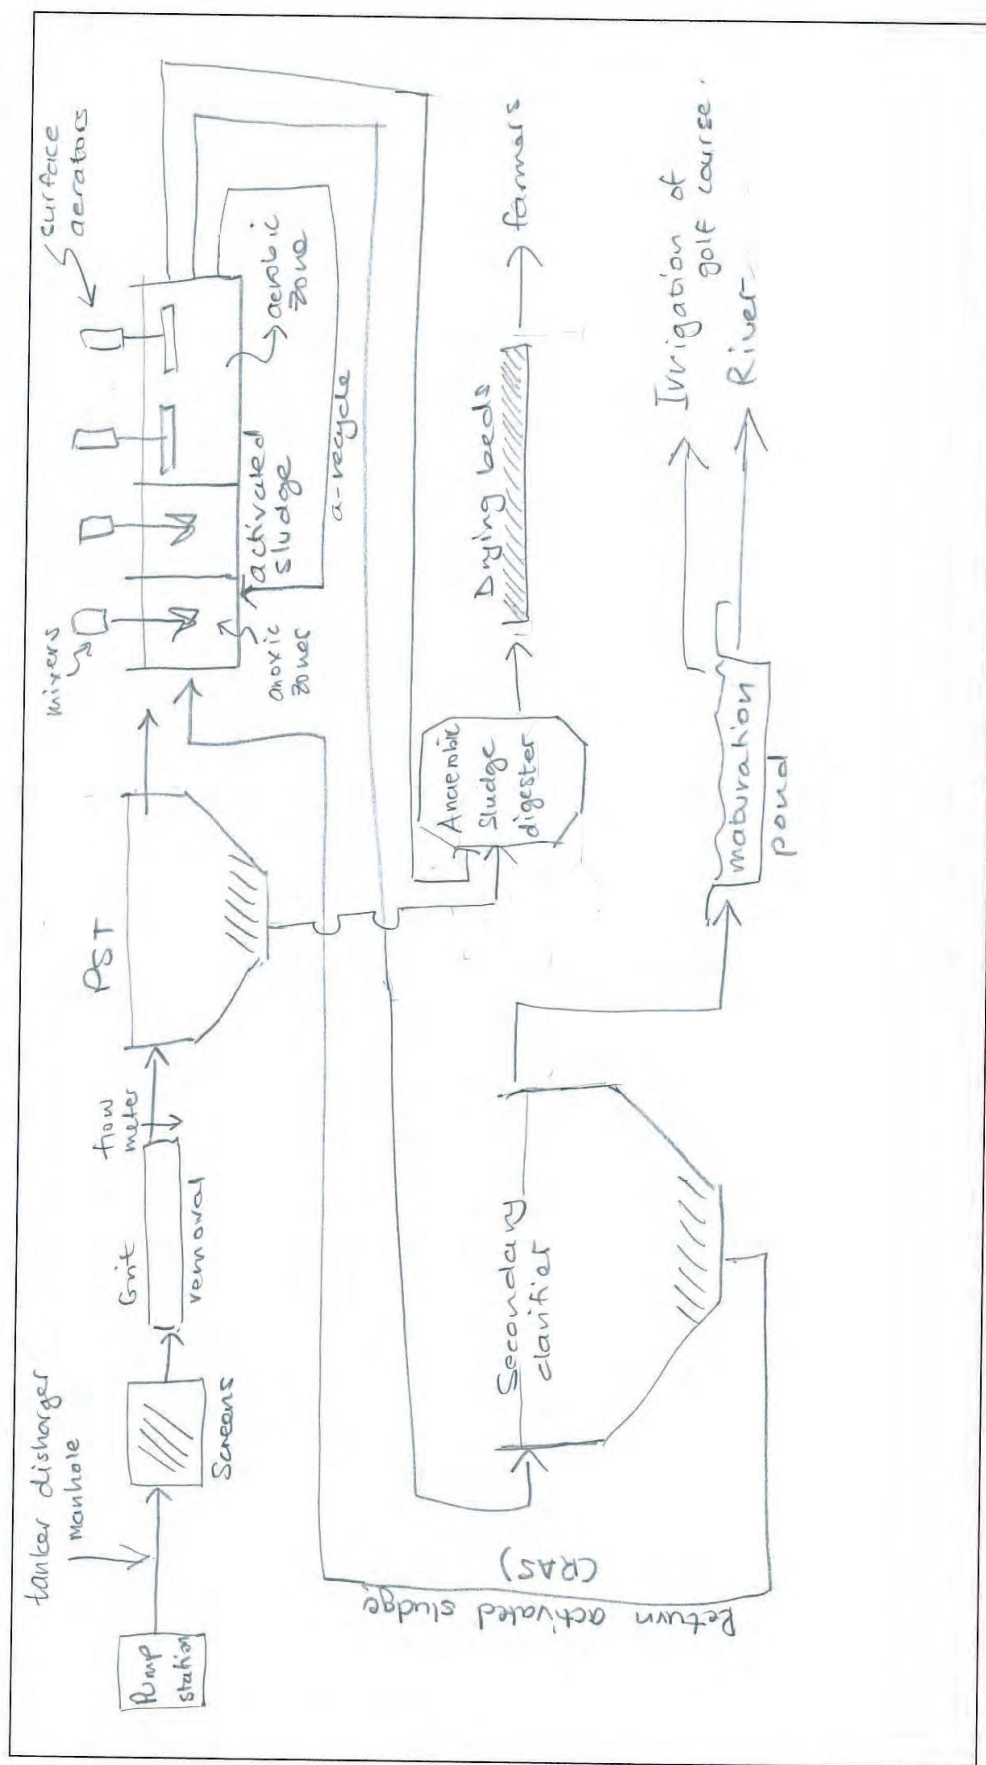 tanker disharger
manhole
Pump
station
Screens
Grit
removal
flow
meter
PST
mixers
surface
aerators
anoxic
zones
activated
sludge
aerobic
zone
a-recycle
Anaerobic
sludge
digester
Drying beds
farmers
Return activated sludge
(RAS)
Secondary
clarifier
maturation
pond
Irrigation of
golf course.
River